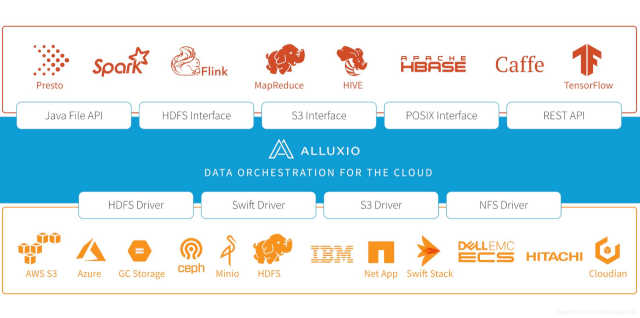 Presto
Spark
Flink
MapReduce
HIVE
APACHE
HBASE
Caffe
TensorFlow
Java File API
HDFS Interface
S3 Interface
POSIX Interface
REST API
ALLUXIO
DATA ORCHESTRATION FOR THE CLOUD
HDFS Driver
Swift Driver
S3 Driver
NFS Driver
AWS S3
Azure
GC Storage
ceph
Minio
HDFS
IBM
Net App
Swift Stack
DELLEMC
ECS
HITACHI
Cloudian